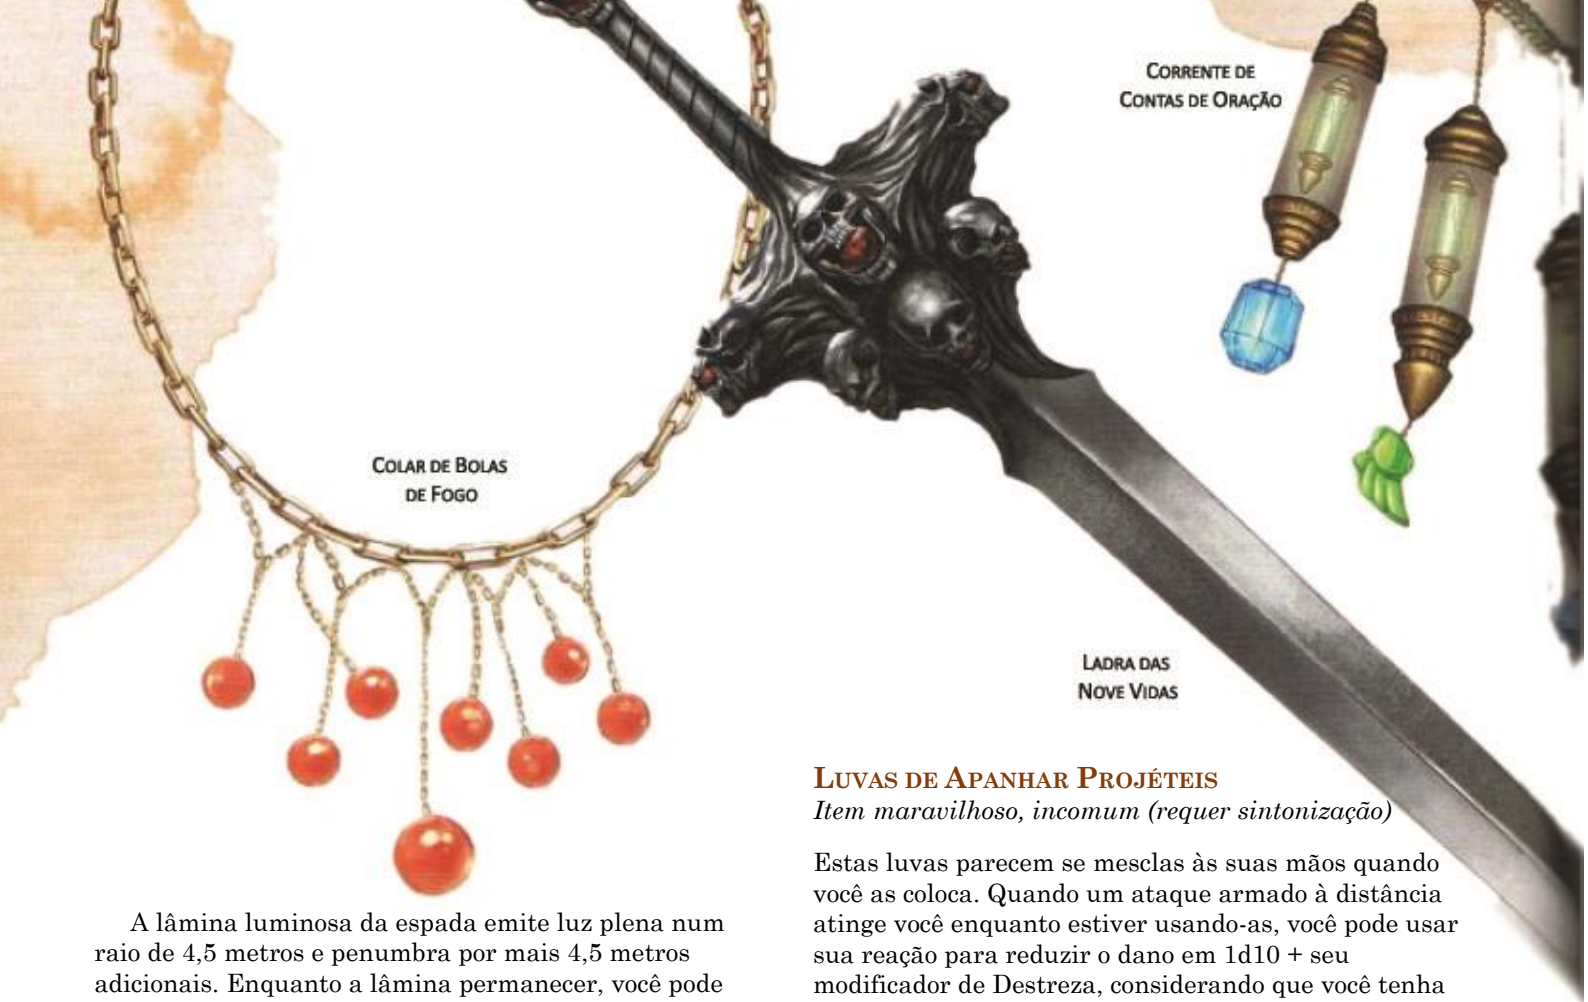 CORRENTE DE
CONTAS DE ORAÇÃO
COLAR DE BOLAS
DE FOGO
LADRA DAS
NOVE VIDAS
A lâmina luminosa da espada emite luz plena num
raio de 4,5 metros e penumbra por mais 4,5 metros
adicionais. Enquanto a lâmina permanecer, você pode
LUVAS DE APANHAR PROJÉTEIS
Item maravilhoso, incomum (requer sintonização)
Estas luvas parecem se mesclas às suas mãos quando
você as coloca. Quando um ataque armado à distância
atinge você enquanto estiver usando-as, você pode usar
sua reação para reduzir o dano em 1d10 + seu
modificador de Destreza, considerando que você tenha